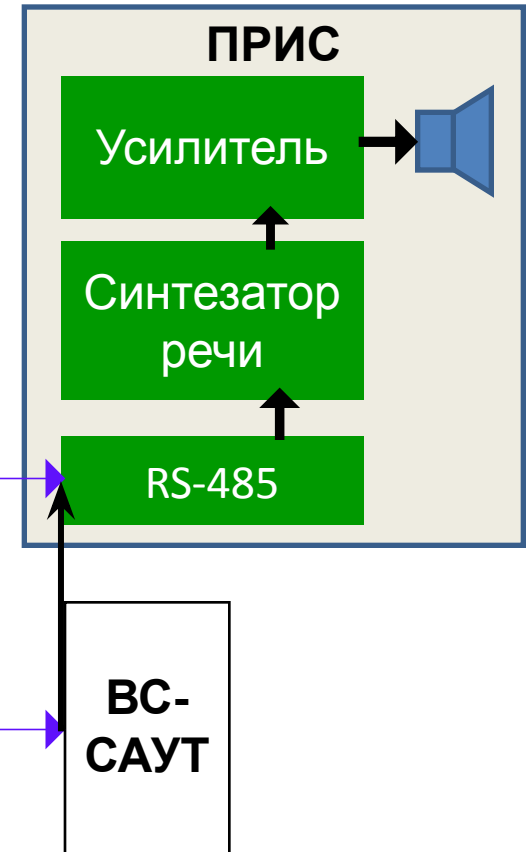 ПРИС
Усилитель
Синтезатор
речи
RS-485
ВС-
САУТ